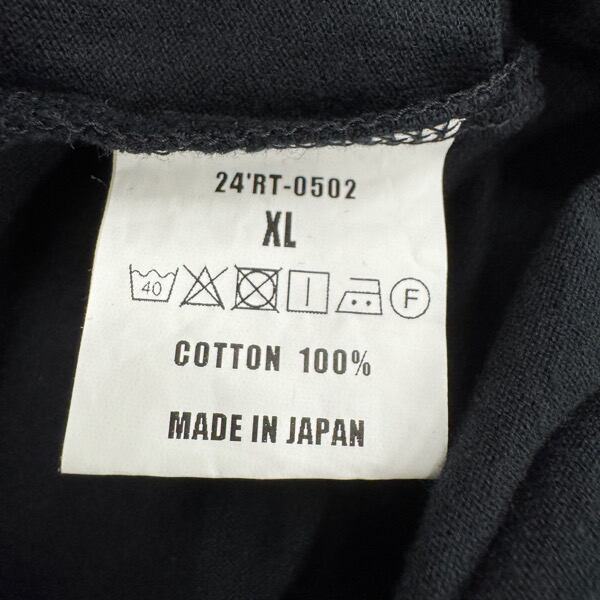 24'RT-0502
XL
40 F
COTTON 100%
MADE IN JAPAN